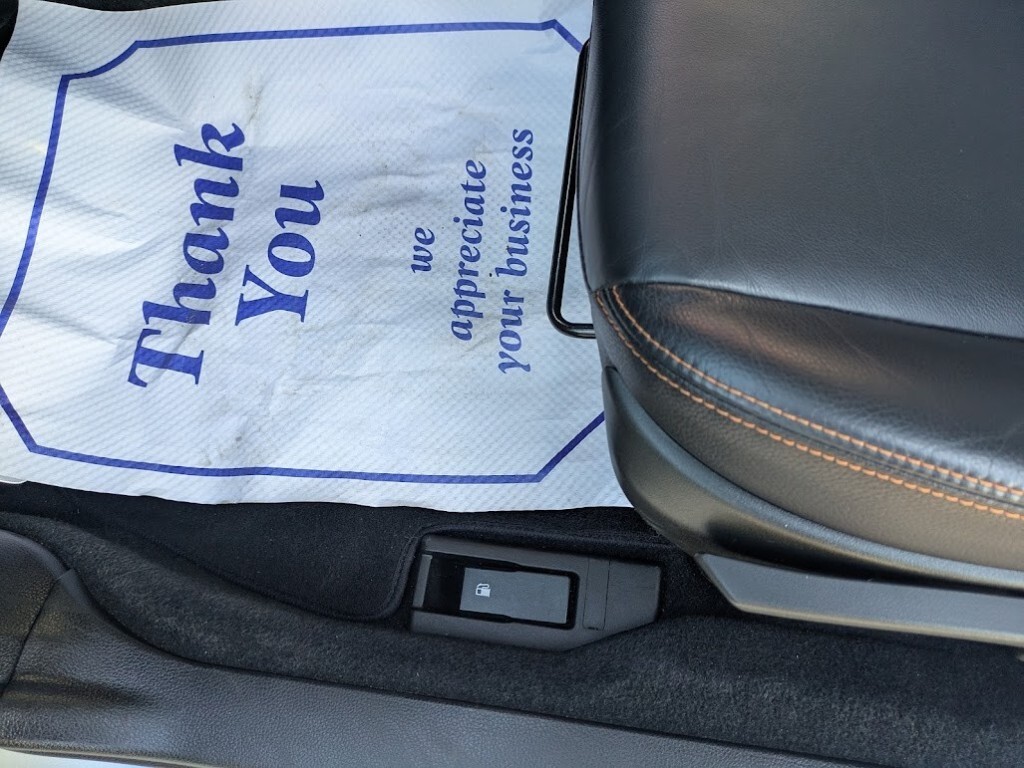 Thank
You
we
appreciate
your business